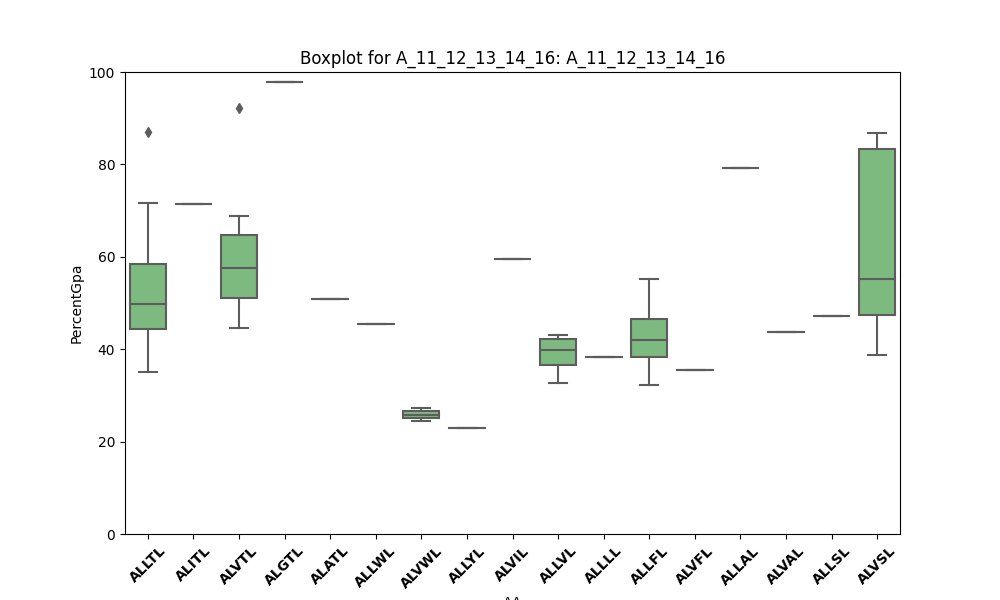 Boxplot for A_11_12_13_14_16: A_11_12_13_14_16
PercentGpa
100
80
60
40
20
0
ALLTL
ALITL
ALVTL
ALGTL
ALATL
ALLWL
ALVWL
ALLYL
ALVIL
ALLVL
ALLLL
ALLFL
ALVFL
ALLAL
ALVAL
ALLSL
ALVSL